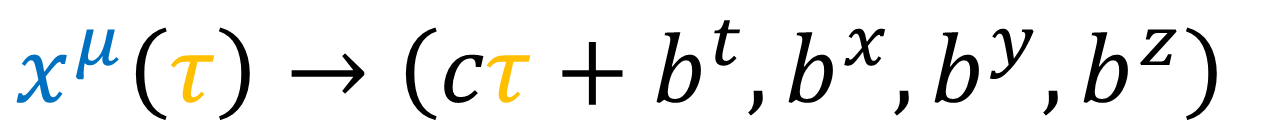 x^μ(τ) → (cτ + b^t, b^x, b^y, b^z)